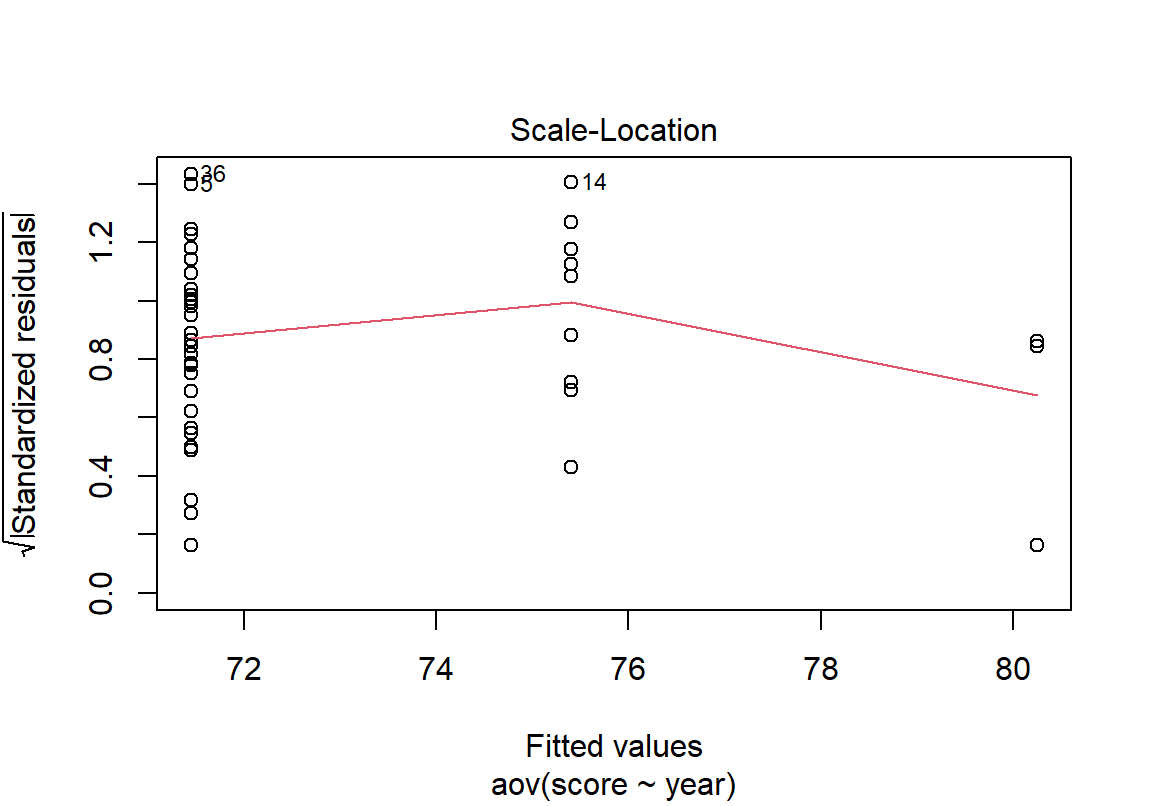 Scale-Location
√|Standardized residuals|
0.0 0.4 0.8 1.2
36
5
14
72 74 76 78 80
Fitted values
aov(score ~ year)